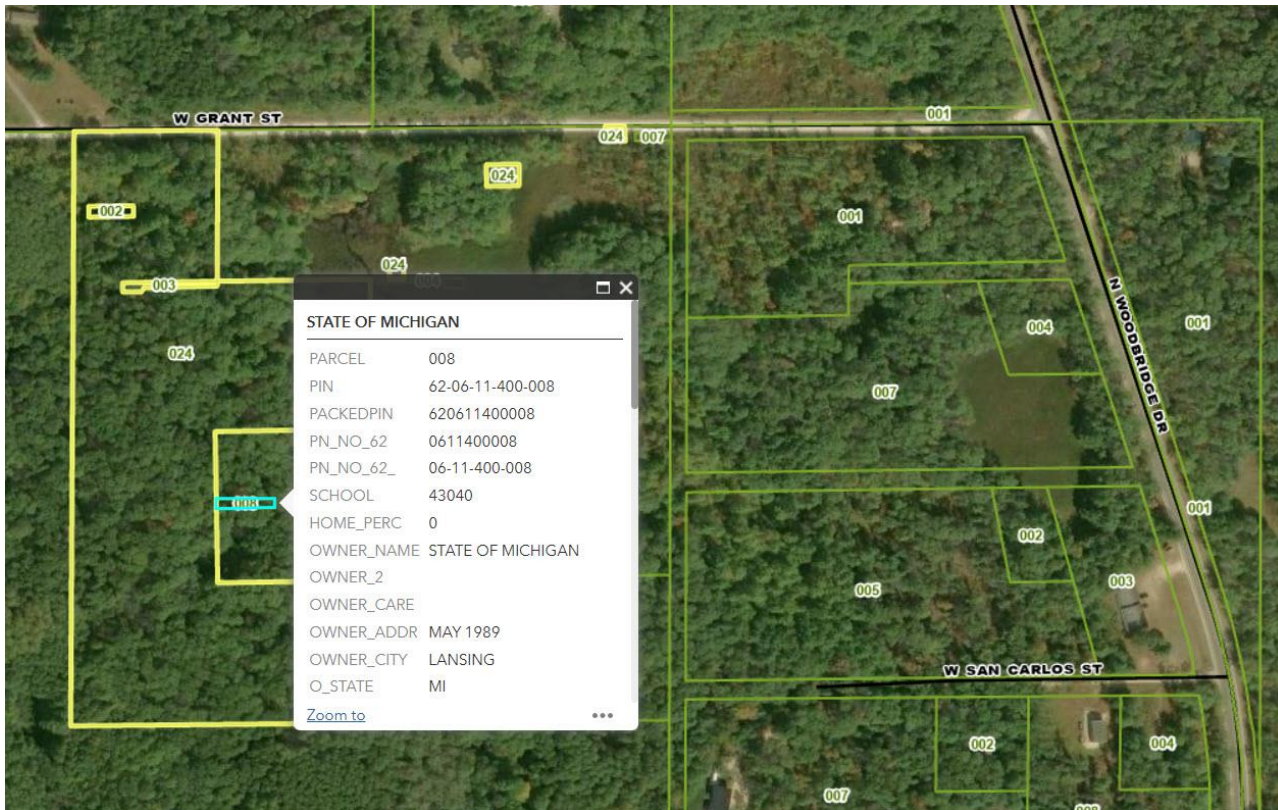 W GRANT ST
001
024
007
024
002
001
024
003
004
N WOODBRIDGE DR
001
004
024
007
STATE OF MICHIGAN
PARCEL 008
PIN 62-06-11-400-008
PACKEDPIN 620611400008
PN_NO_62 0611400008
PN_NO_62_ 06-11-400-008
SCHOOL 43040
HOME_PERC 0
OWNER_NAME STATE OF MICHIGAN
OWNER_2
OWNER_CARE
OWNER_ADDR MAY 1989
OWNER_CITY LANSING
O_STATE MI
Zoom to
008
001
002
003
005
W SAN CARLOS ST
002
004
007